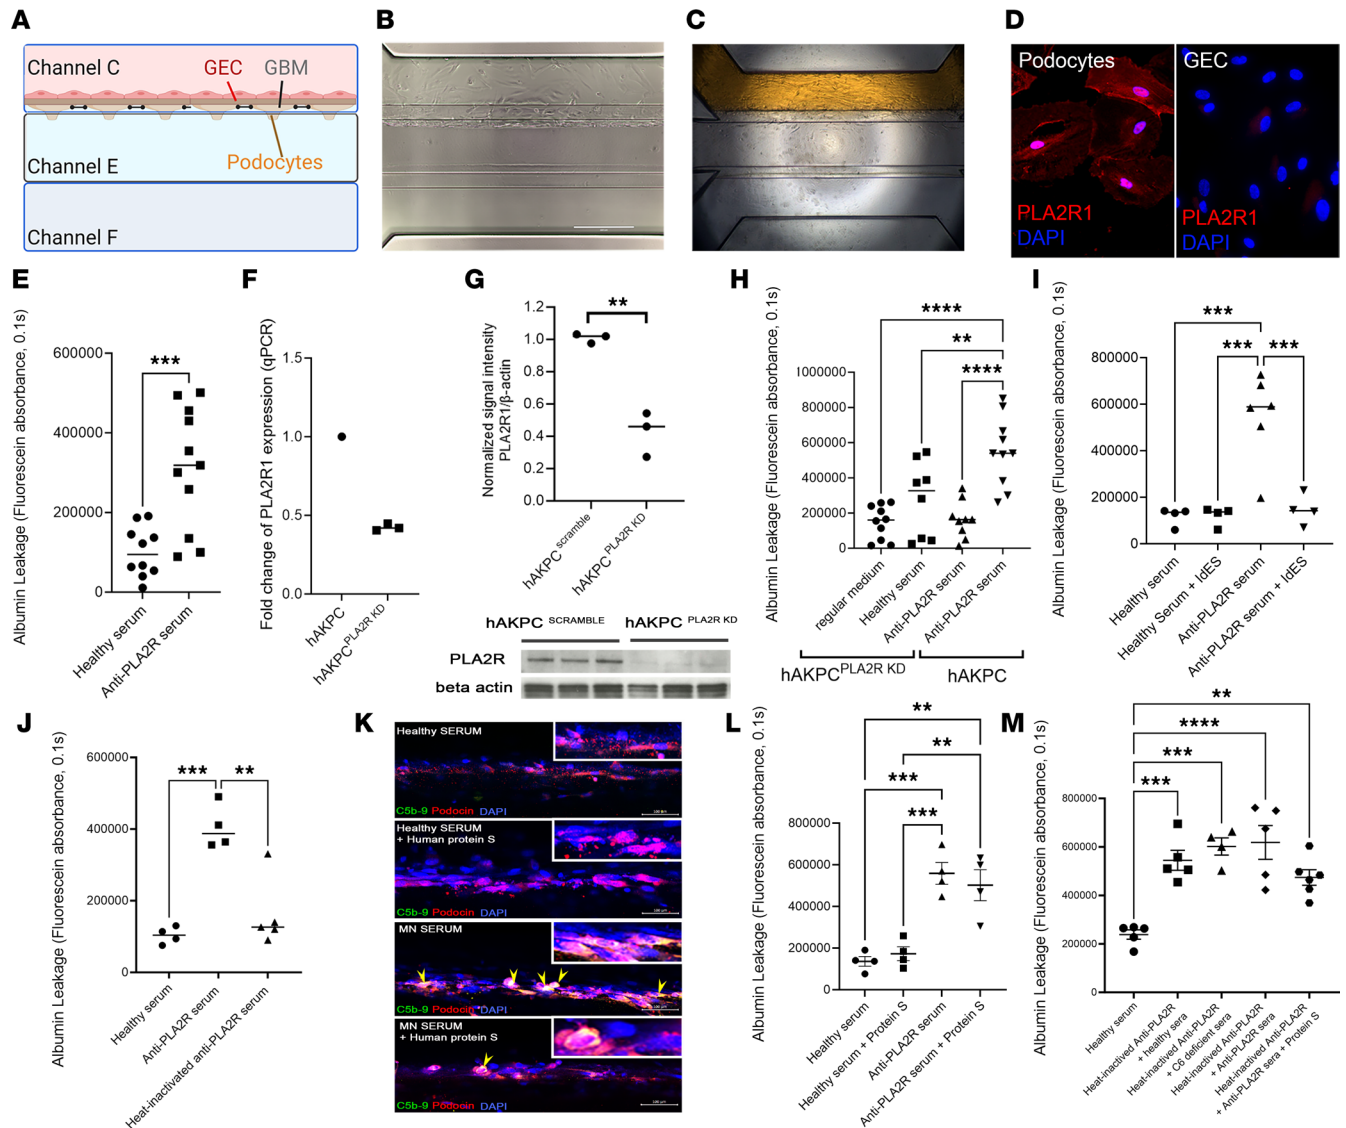 A
Channel C
GEC
GBM
Channel E
Podocytes
Channel F
B
C
D
Podocytes
PLA2R1
DAPI
GEC
PLA2R1
DAPI
E
Albumin Leakage (Fluorescein absorbance, 0.1s)
600000
400000
200000
0
***
Healthy serum
Anti-PLA2R serum
F
Fold change of PLA2R1 expression (qPCR)
1.5
1.0
0.5
0.0
hAKPC
hAKPC PLA2R KD
G
Normalized signal intensity
PLA2R1/β-actin
1.2
1.0
0.8
0.6
0.4
0.2
0.0
**
hAKPC scramble
hAKPC PLA2R KD
hAKPC SCRAMBLE
hAKPC PLA2R KD
PLA2R
beta actin
H
Albumin Leakage (Fluorescein absorbance, 0.1s)
1000000
800000
600000
400000
200000
0
****
**
****
regular medium
Healthy serum
Anti-PLA2R serum
Anti-PLA2R serum
hAKPC PLA2R KD
hAKPC
I
Albumin Leakage (Fluorescein absorbance, 0.1s)
800000
600000
400000
200000
0
***
***
***
Healthy serum
Healthy Serum + IdES
Anti-PLA2R serum
Anti-PLA2R serum + IdES
J
Albumin Leakage (Fluorescein absorbance, 0.1s)
600000
400000
200000
0
***
**
Healthy serum
Anti-PLA2R serum
Heat-inactivated anti-PLA2R serum
K
Healthy SERUM
C5b-9 Podocin DAPI
Healthy SERUM
+ Human protein S
C5b-9 Podocin DAPI
MN SERUM
C5b-9 Podocin DAPI
MN SERUM
+ Human protein S
C5b-9 Podocin DAPI
L
Albumin Leakage (Fluorescein absorbance, 0.1s)
800000
600000
400000
200000
0
**
**
***
***
Healthy serum
Healthy serum + Protein S
Anti-PLA2R serum
Anti-PLA2R serum + Protein S
M
Albumin Leakage (Fluorescein absorbance, 0.1s)
800000
600000
400000
200000
0
**
****
***
***
Healthy serum
Heat-inactived Anti-PLA2R
+ healthy sera
Heat-inactived Anti-PLA2R
+ C6 deficient sera
Heat-inactived Anti-PLA2R
+ Anti-PLA2R sera
Heat-inactived Anti-PLA2R
+ Anti-PLA2R sera + Protein S